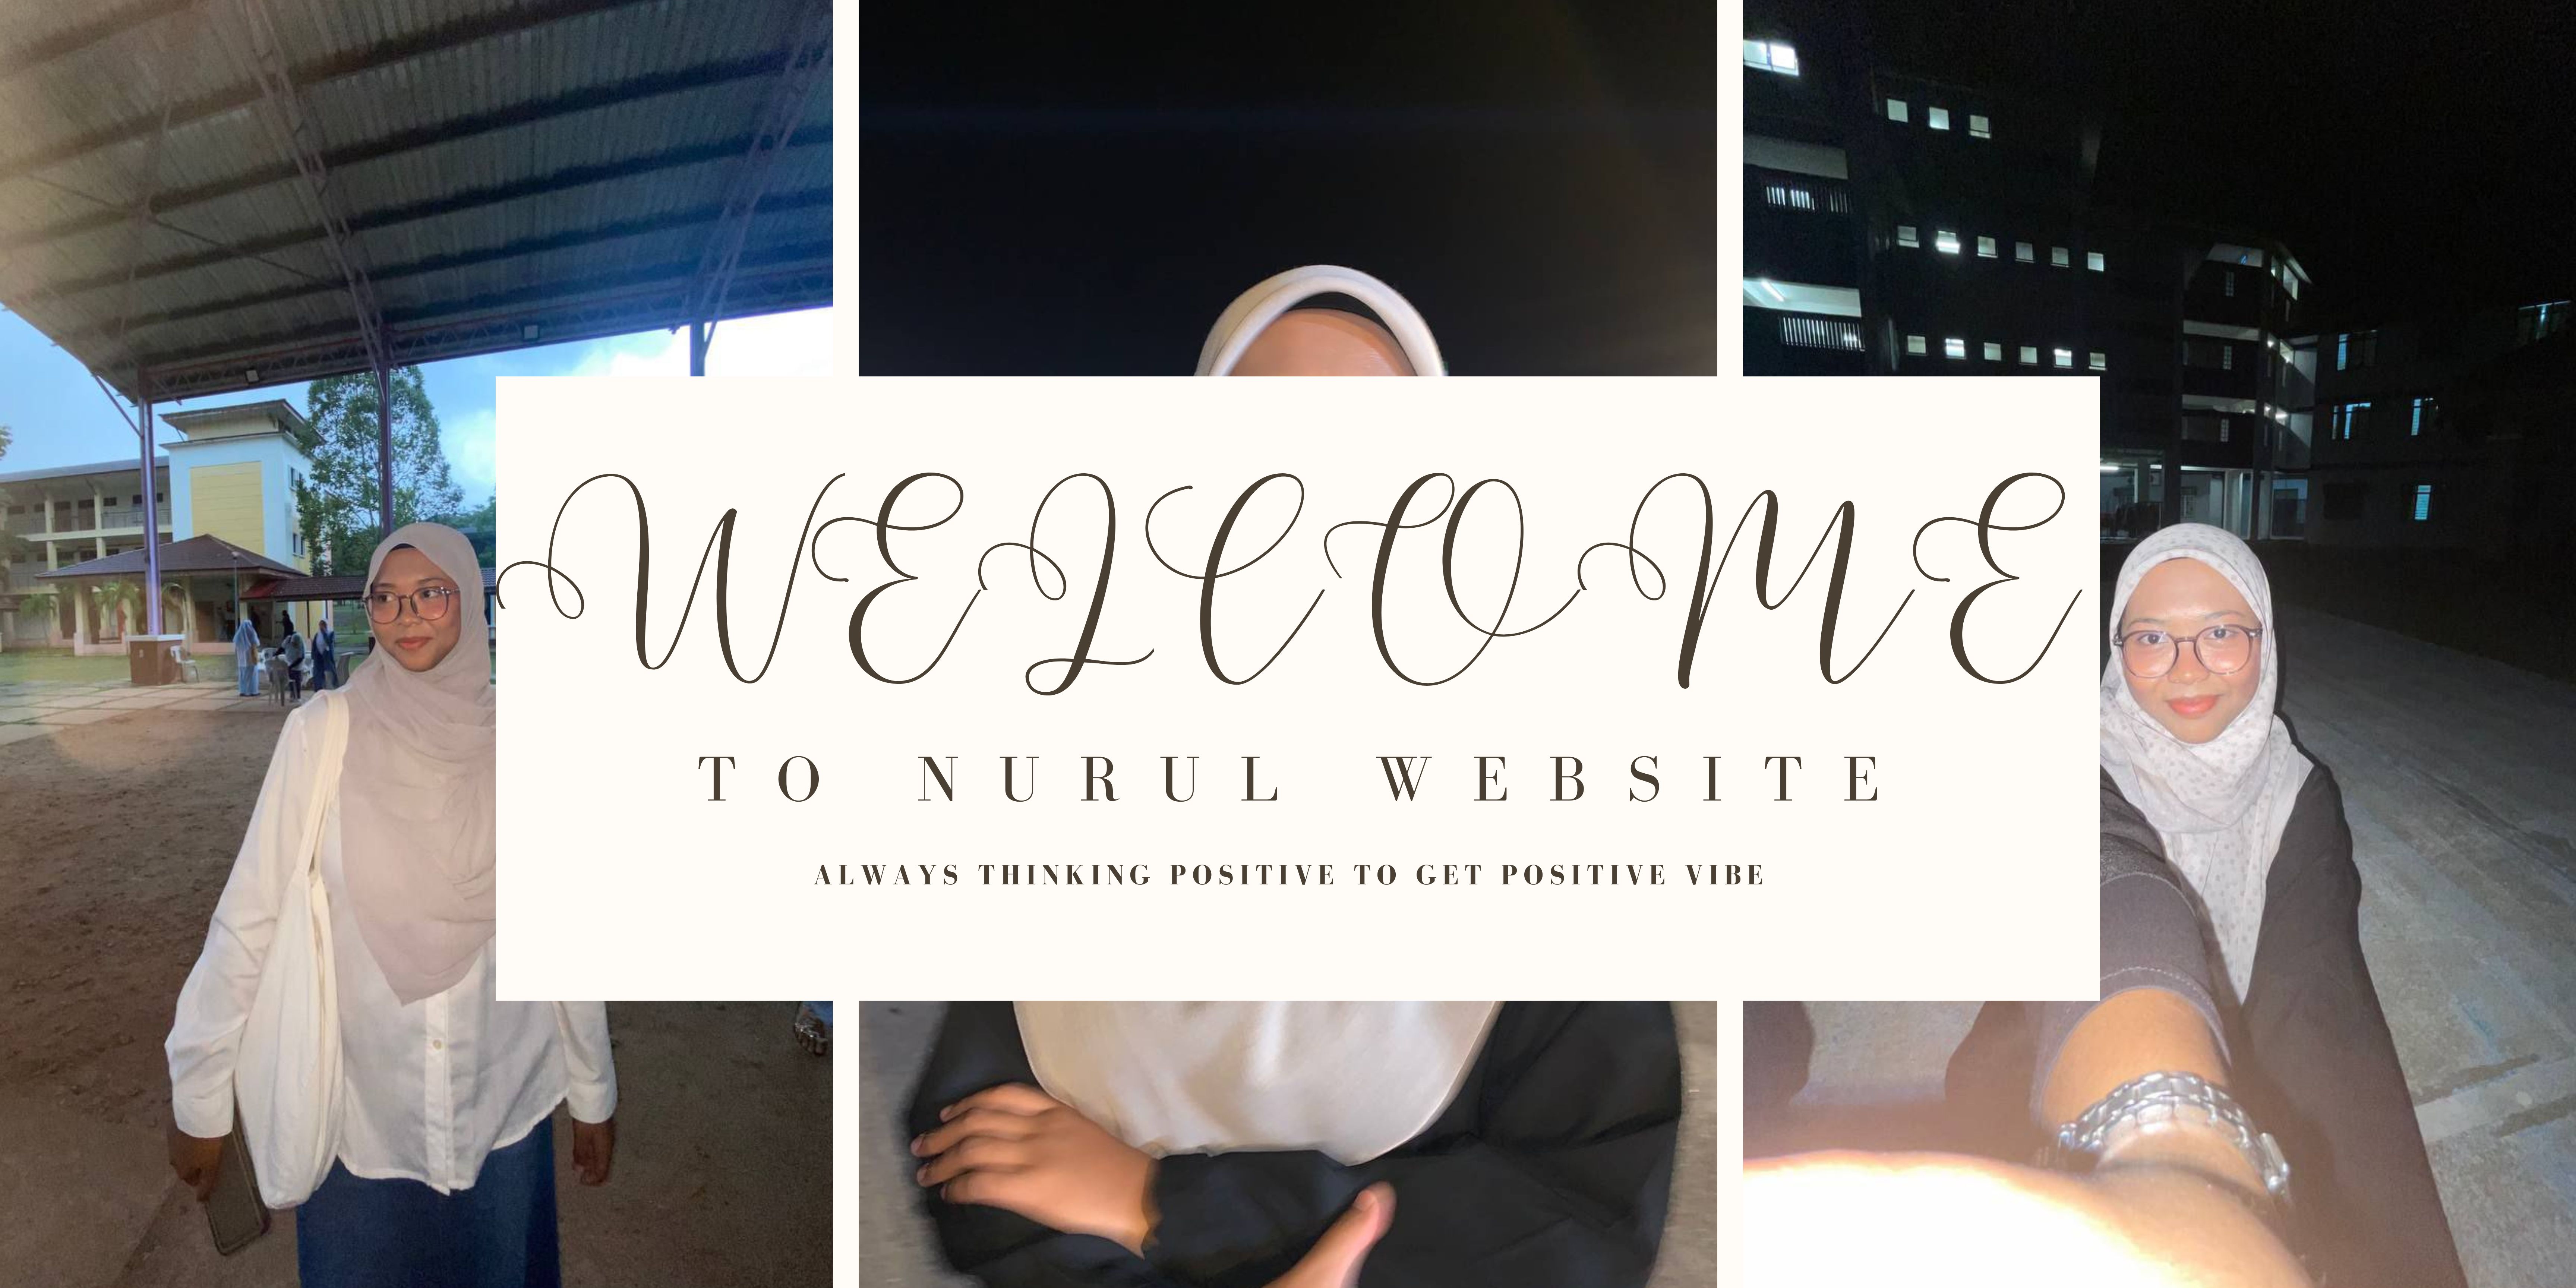 WELCOME
TO NURUL WEBSITE
ALWAYS THINKING POSITIVE TO GET POSITIVE VIBE